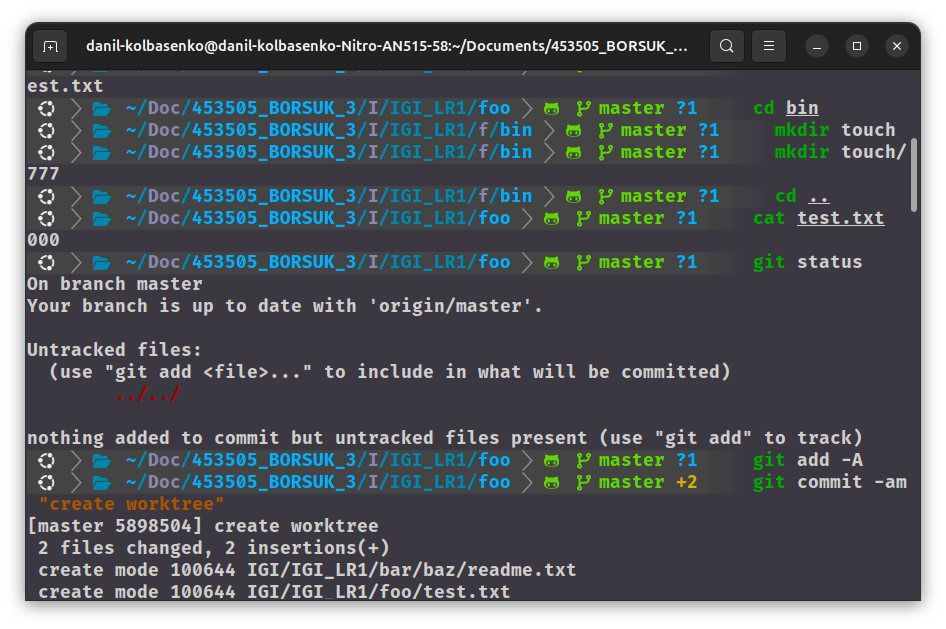 danil-kolbasenko@danil-kolbasenko-Nitro-AN515-58:~/Documents/453505_BORSUK_...
est.txt
~/Doc/453505_BORSUK_3/I/IGI_LR1/foo master ?1 cd bin
~/Doc/453505_BORSUK_3/I/IGI_LR1/f/bin master ?1 mkdir touch
~/Doc/453505_BORSUK_3/I/IGI_LR1/f/bin master ?1 mkdir touch/
777
~/Doc/453505_BORSUK_3/I/IGI_LR1/f/bin master ?1 cd ..
~/Doc/453505_BORSUK_3/I/IGI_LR1/foo master ?1 cat test.txt
000
~/Doc/453505_BORSUK_3/I/IGI_LR1/foo master ?1 git status
On branch master
Your branch is up to date with 'origin/master'.
Untracked files:
(use "git add <file>..." to include in what will be committed)
../../
nothing added to commit but untracked files present (use "git add" to track)
~/Doc/453505_BORSUK_3/I/IGI_LR1/foo master ?1 git add -A
~/Doc/453505_BORSUK_3/I/IGI_LR1/foo master +2 git commit -am
"create worktree"
[master 5898504] create worktree
2 files changed, 2 insertions(+)
create mode 100644 IGI/IGI_LR1/bar/baz/readme.txt
create mode 100644 IGI/IGI_LR1/foo/test.txt